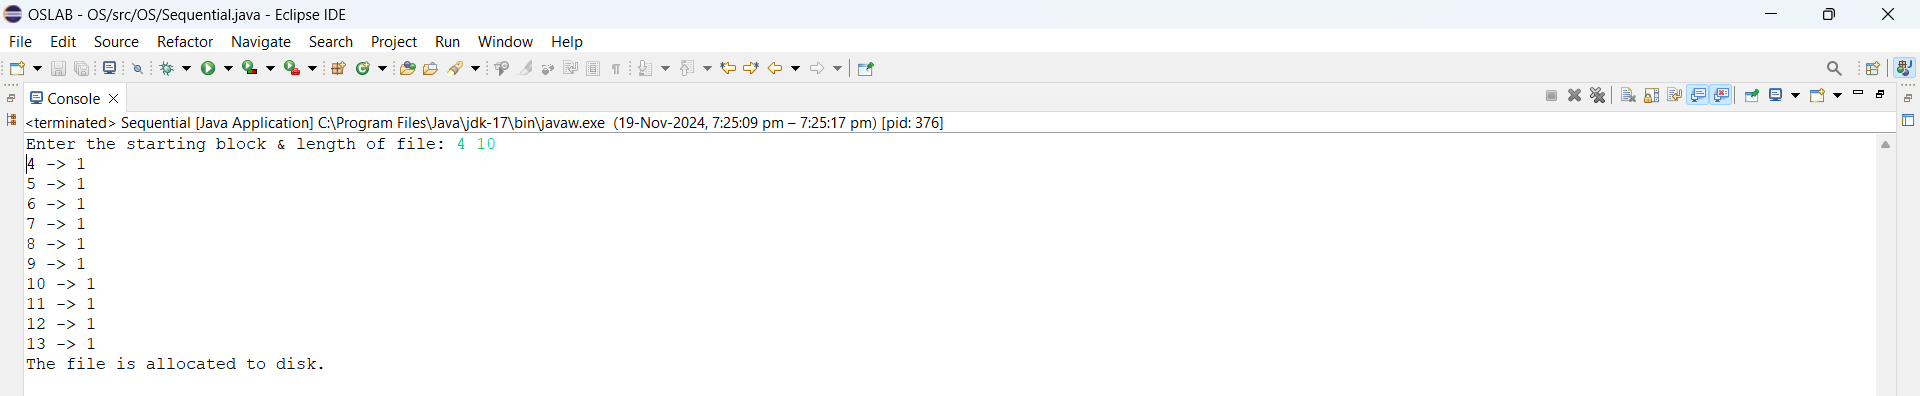 OSLAB - OS/src/OS/Sequential.java - Eclipse IDE
File Edit Source Refactor Navigate Search Project Run Window Help
Console
<terminated> Sequential [Java Application] C:\Program Files\Java\jdk-17\bin\javaw.exe (19-Nov-2024, 7:25:09 pm – 7:25:17 pm) [pid: 376]
Enter the starting block & length of file: 4 10
4 -> 1
5 -> 1
6 -> 1
7 -> 1
8 -> 1
9 -> 1
10 -> 1
11 -> 1
12 -> 1
13 -> 1
The file is allocated to disk.